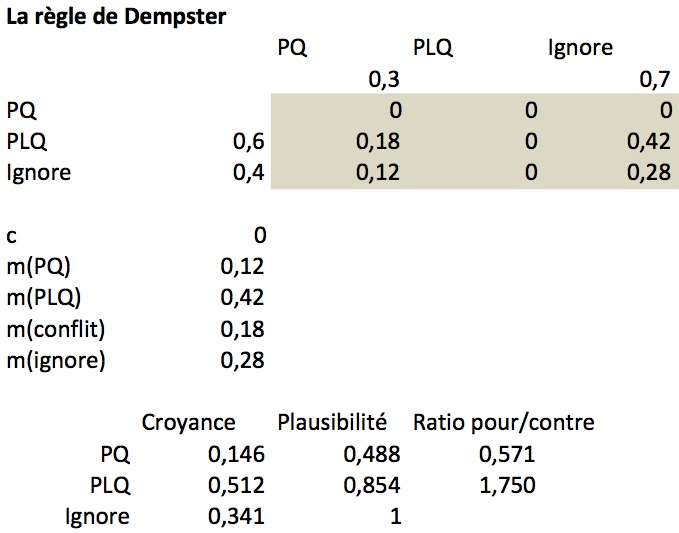 La règle de Dempster
PQ PLQ Ignore
0,3 0,7
PQ 0 0 0
PLQ 0,6 0,18 0 0,42
Ignore 0,4 0,12 0 0,28
c 0
m(PQ) 0,12
m(PLQ) 0,42
m(conflit) 0,18
m(ignore) 0,28
Croyance Plausibilité Ratio pour/contre
PQ 0,146 0,488 0,571
PLQ 0,512 0,854 1,750
Ignore 0,341 1